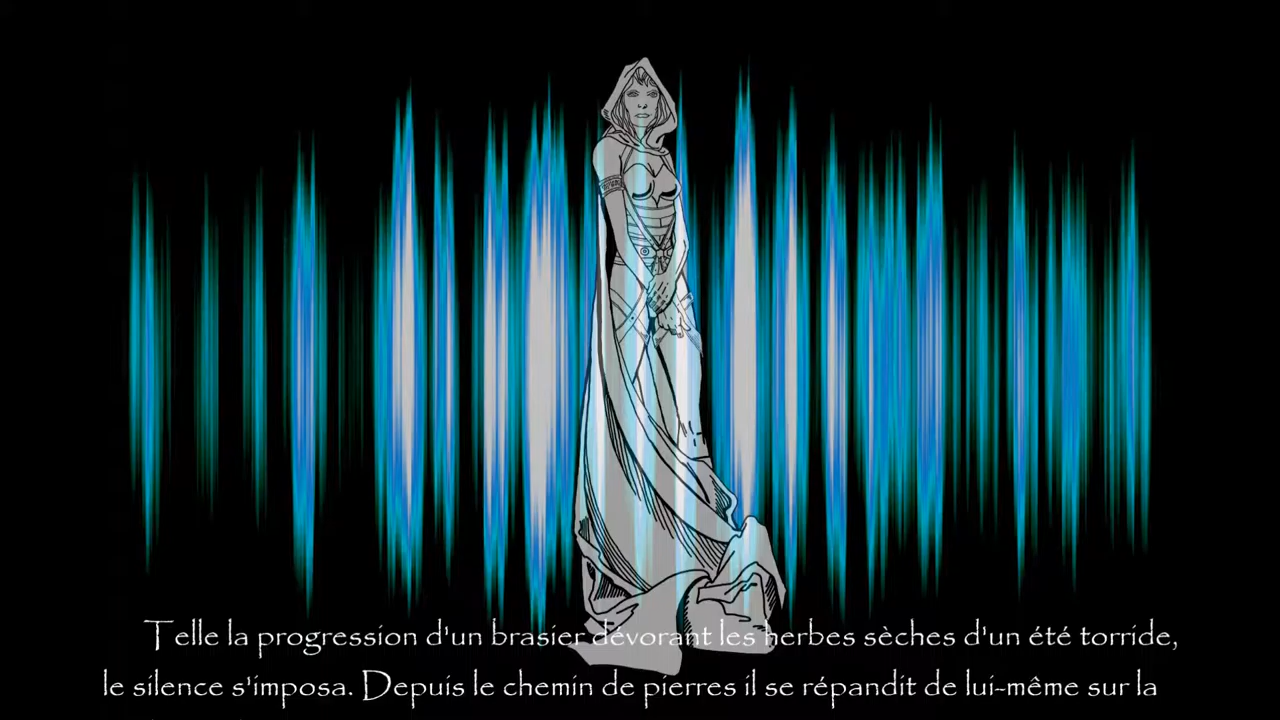 Telle la progression d'un brasier dévorant les herbes sèches d'un été torride,
le silence s'imposa. Depuis le chemin de pierres il se répandit de lui-même sur la